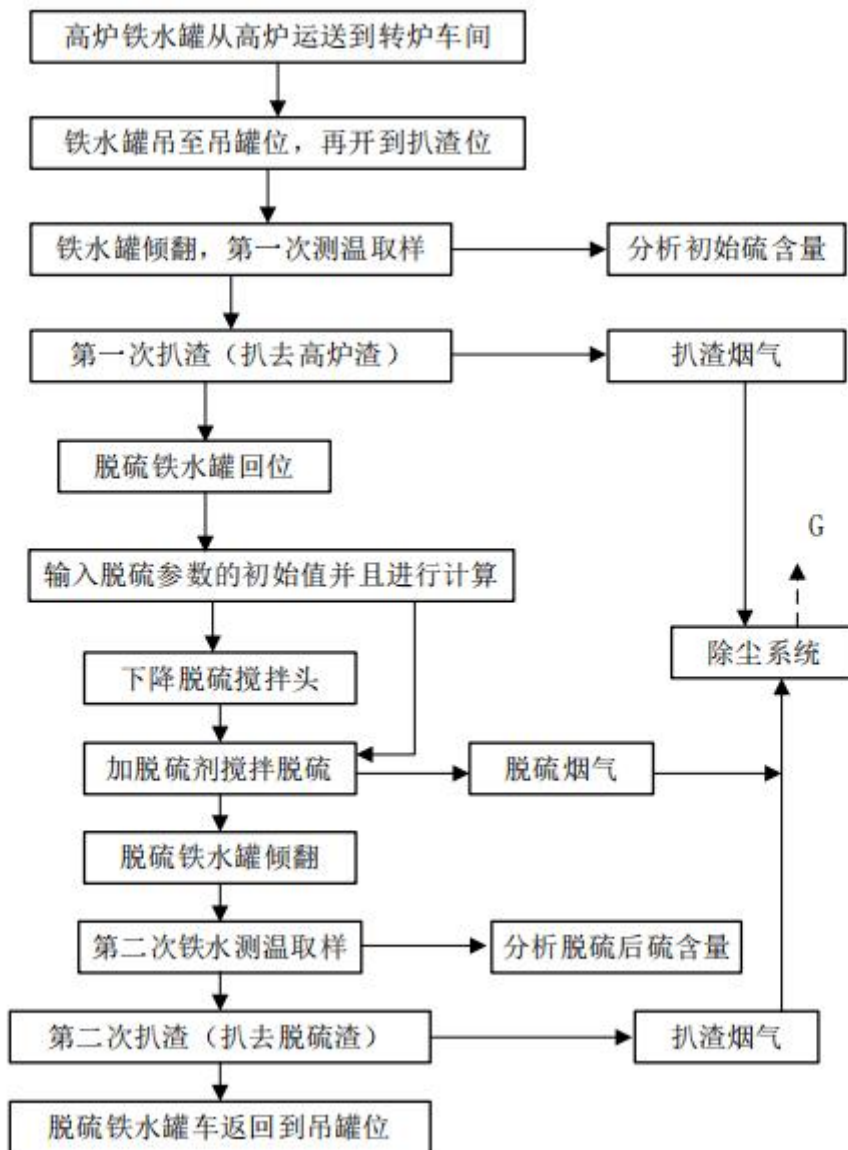 高炉铁水罐从高炉运送到转炉车间
铁水罐吊至吊罐位，再开到扒渣位
铁水罐倾翻，第一次测温取样
分析初始硫含量
第一次扒渣（扒去高炉渣）
扒渣烟气
脱硫铁水罐回位
G
输入脱硫参数的初始值并且进行计算
除尘系统
下降脱硫搅拌头
加脱硫剂搅拌脱硫
脱硫烟气
脱硫铁水罐倾翻
第二次铁水测温取样
分析脱硫后硫含量
第二次扒渣（扒去脱硫渣）
扒渣烟气
脱硫铁水罐车返回到吊罐位